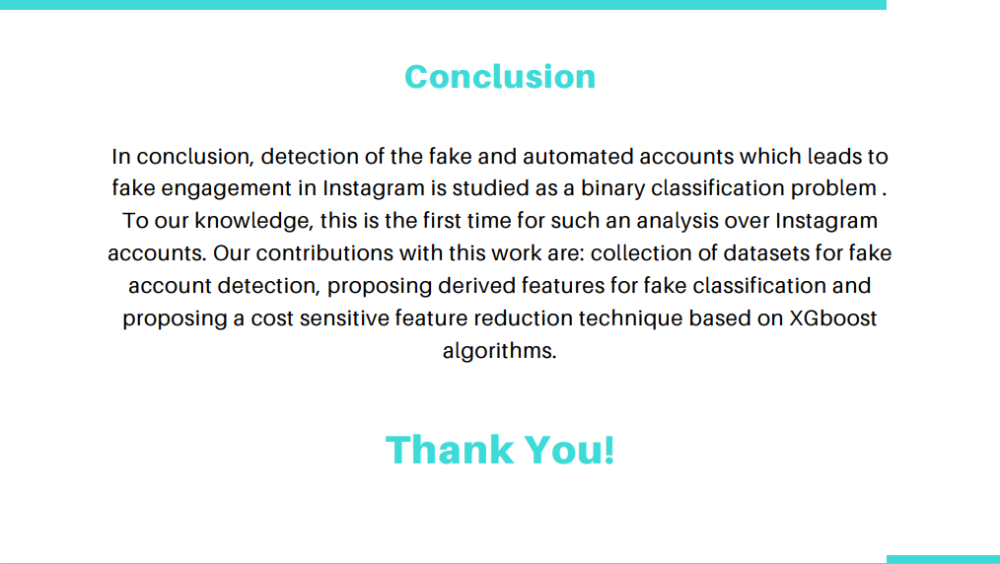 Conclusion
In conclusion, detection of the fake and automated accounts which leads to
fake engagement in Instagram is studied as a binary classification problem .
To our knowledge, this is the first time for such an analysis over Instagram
accounts. Our contributions with this work are: collection of datasets for fake
account detection, proposing derived features for fake classification and
proposing a cost sensitive feature reduction technique based on XGboost
algorithms.
Thank You!